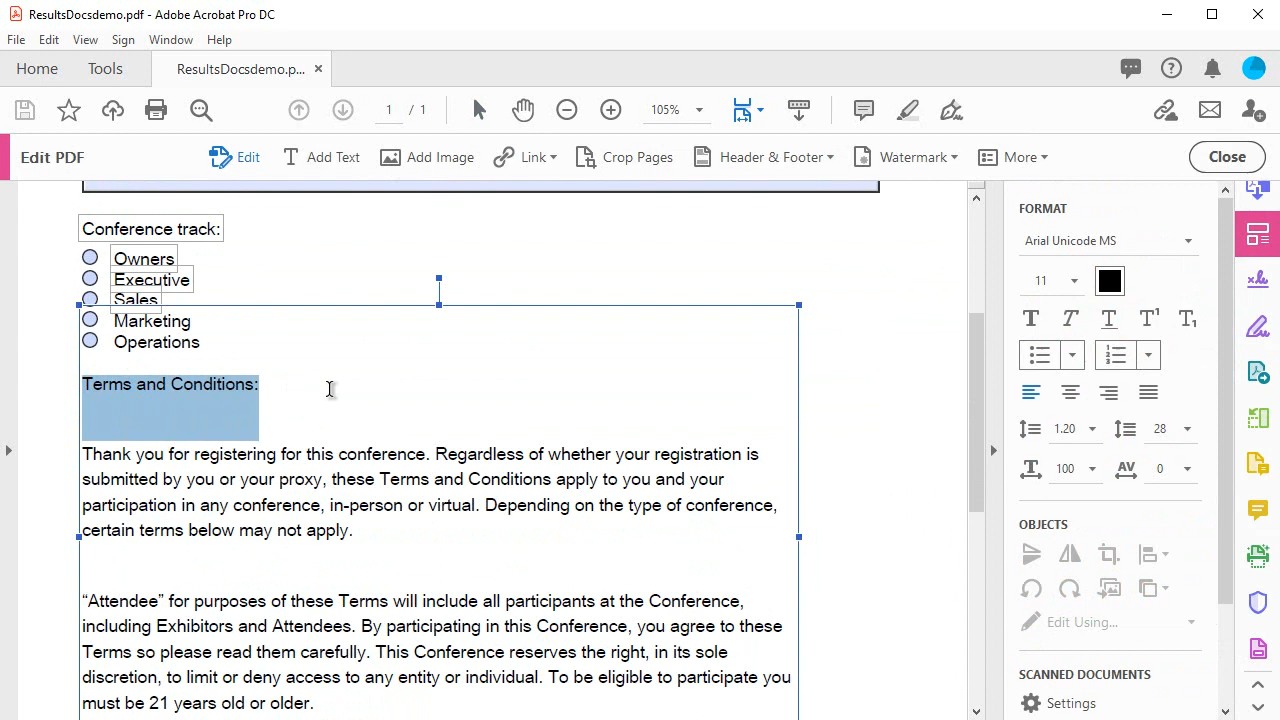 ResultsDocsdemo.pdf - Adobe Acrobat Pro DC
File Edit View Sign Window Help
Home Tools ResultsDocsdemo.p... ×
1 / 1 105%
Edit PDF Edit Add Text Add Image Link Crop Pages Header & Footer Watermark More Close
Conference track:
Owners
Executive
Sales
Marketing
Operations
Terms and Conditions:
Thank you for registering for this conference. Regardless of whether your registration is
submitted by you or your proxy, these Terms and Conditions apply to you and your
participation in any conference, in-person or virtual. Depending on the type of conference,
certain terms below may not apply.
“Attendee” for purposes of these Terms will include all participants at the Conference,
including Exhibitors and Attendees. By participating in this Conference, you agree to these
Terms so please read them carefully. This Conference reserves the right, in its sole
discretion, to limit or deny access to any entity or individual. To be eligible to participate you
must be 21 years old or older.
FORMAT
Arial Unicode MS
11
T T T T1 T1
1.20 28
100 AV 0
OBJECTS
Edit Using...
SCANNED DOCUMENTS
Settings